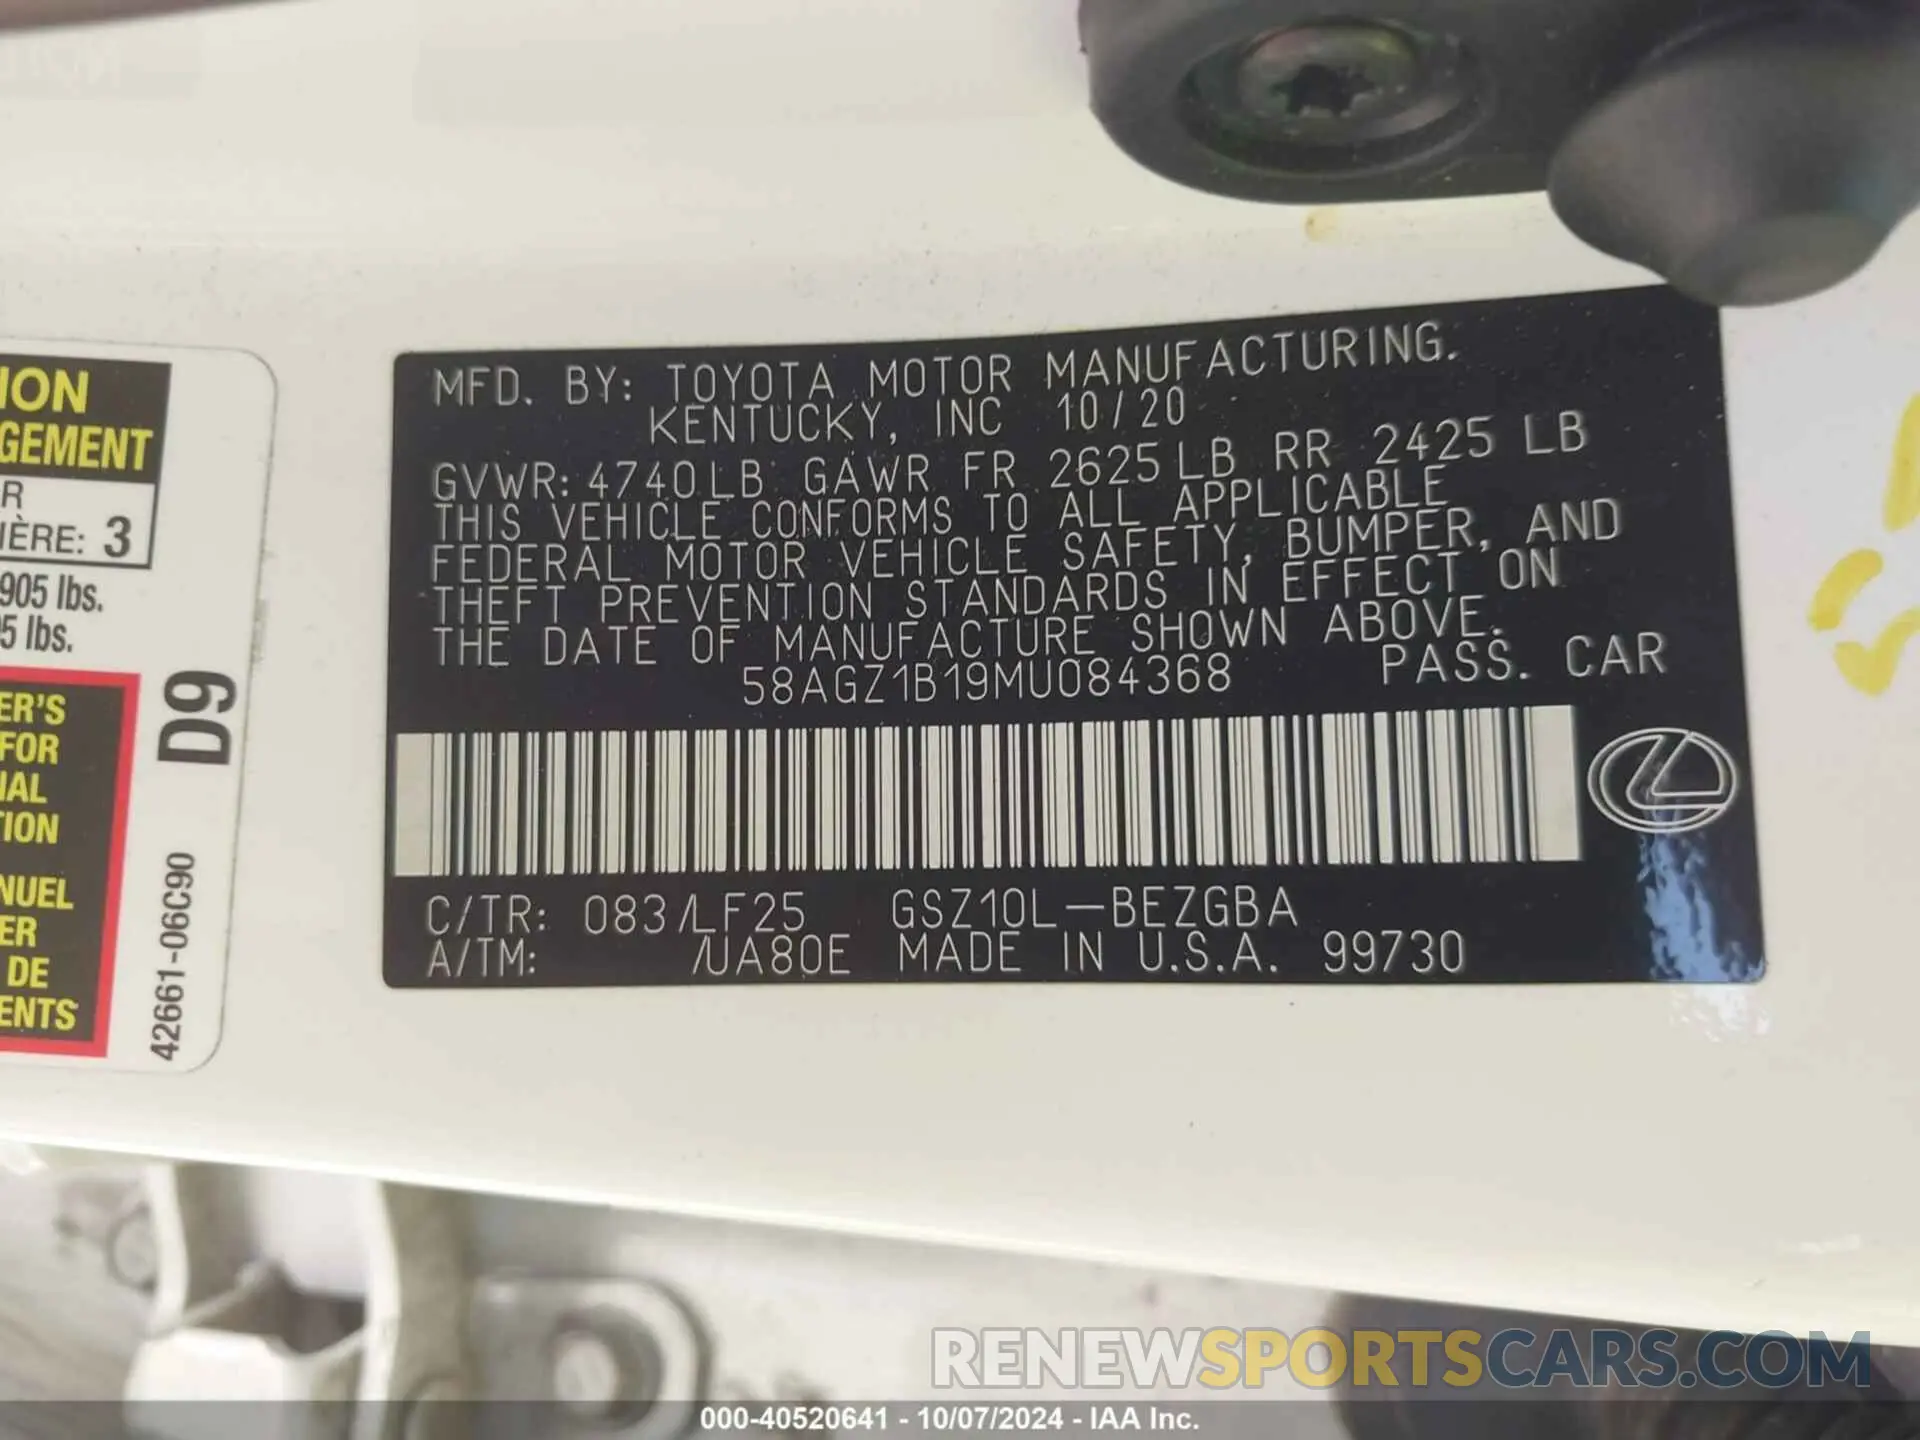 ION
GEMENT
R
IÈRE: 3
905 lbs.
5 lbs.
ER'S
FOR
IAL
TION
NUEL
ER
DE
ENTS
D9
42661-06C90
MFD. BY: TOYOTA MOTOR MANUFACTURING.
KENTUCKY, INC 10/20
GVWR: 4740LB GAWR FR 2625LB RR 2425 LB
THIS VEHICLE CONFORMS TO ALL APPLICABLE
FEDERAL MOTOR VEHICLE SAFETY, BUMPER, AND
THEFT PREVENTION STANDARDS IN EFFECT ON
THE DATE OF MANUFACTURE SHOWN ABOVE.
58AGZ1B19MU084368 PASS. CAR
C/TR: 083/LF25 GSZ10L-BEZGBA
A/TM: /UA80E MADE IN U.S.A. 99730
RENEWSPORTSCARS.COM
000-40520641 - 10/07/2024 - IAA Inc.